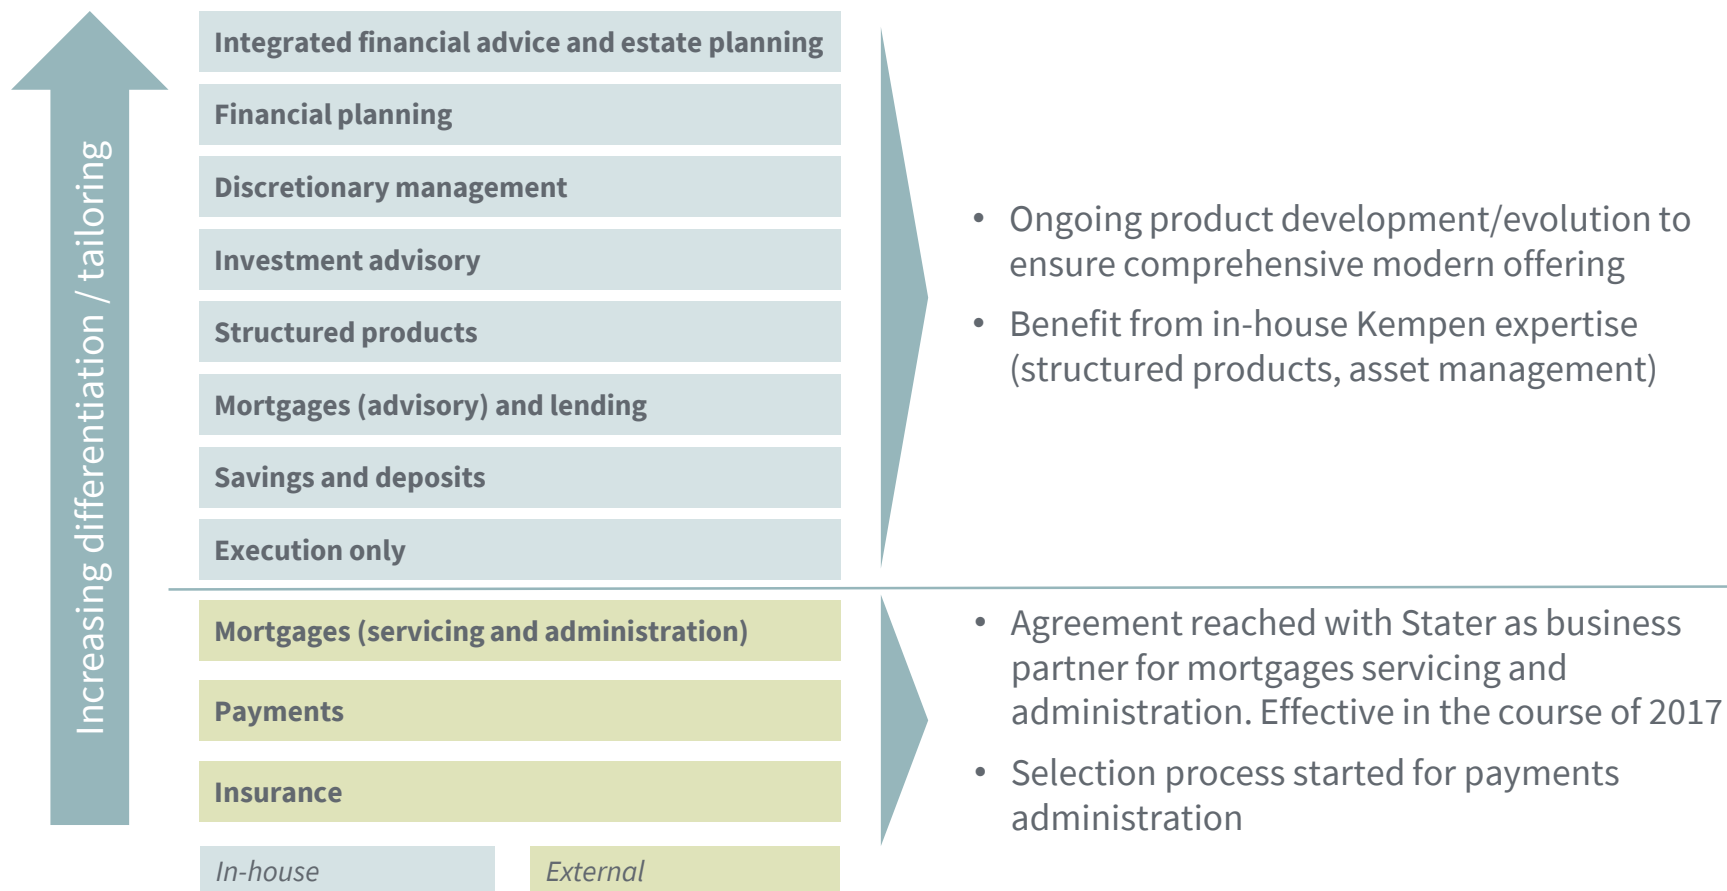 Increasing differentiation / tailoring
Integrated financial advice and estate planning
Financial planning
Discretionary management
Investment advisory
Structured products
Mortgages (advisory) and lending
Savings and deposits
Execution only
• Ongoing product development/evolution to
ensure comprehensive modern offering
• Benefit from in-house Kempen expertise
(structured products, asset management)
Mortgages (servicing and administration)
Payments
Insurance
• Agreement reached with Stater as business
partner for mortgages servicing and
administration. Effective in the course of 2017
• Selection process started for payments
administration
In-house
External